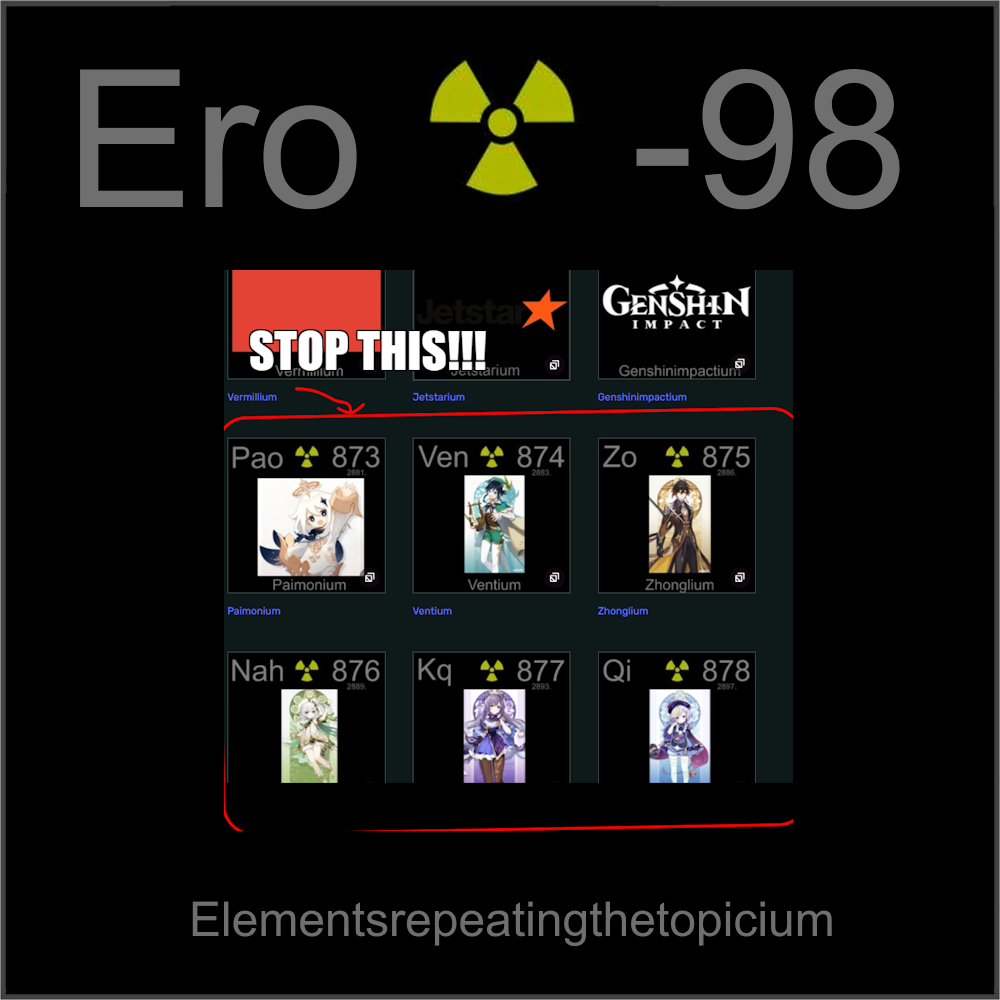 Ero -98
Jetstar
GENSHIN
IMPACT
STOP THIS!!!
Vermillium Jetstarium Genshinimpactium
Vermillium Jetstarium Genshinimpactium
Pao 873 Ven 874 Zo 875
2881. 2883. 2886.
Paimonium Ventium Zhonglium
Paimonium Ventium Zhonglium
Nah 876 Kq 877 Qi 878
2889. 2893. 2897.
Elementsrepeatingthetopicium